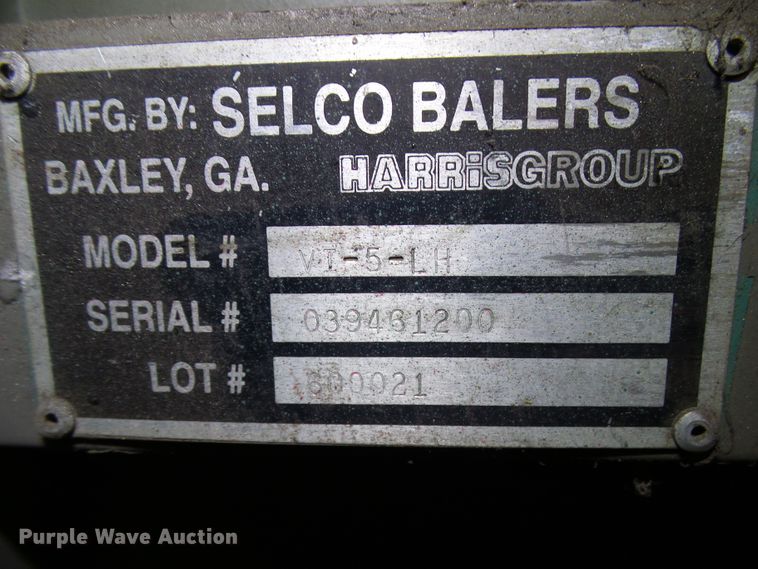 MFG. BY: SELCO BALERS
BAXLEY, GA. HARRiSGROUP
MODEL # VT-5-LH
SERIAL # 039461200
LOT # 600021
Purple Wave Auction